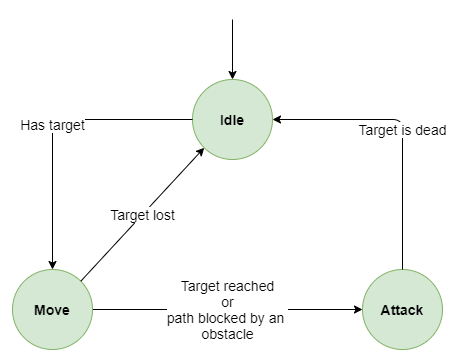 Idle
Has target
Target is dead
Target lost
Move
Target reached
or
path blocked by an
obstacle
Attack